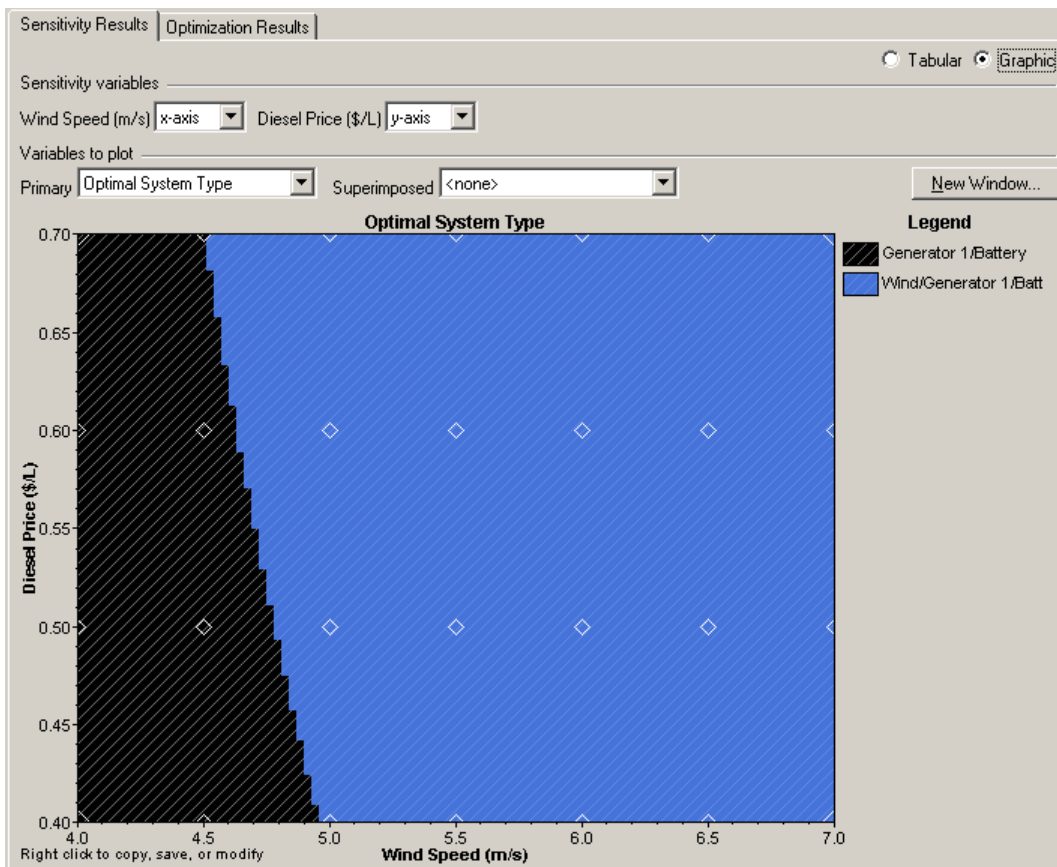 Sensitivity Results Optimization Results
Tabular Graphic
Sensitivity variables
Wind Speed (m/s) x-axis Diesel Price ($/L) y-axis
Variables to plot
Primary Optimal System Type Superimposed <none> New Window...
Optimal System Type
Legend
Generator 1/Battery
Wind/Generator 1/Batt
Diesel Price ($/L)
0.70
0.65
0.60
0.55
0.50
0.45
0.40
4.0 4.5 5.0 5.5 6.0 6.5 7.0
Wind Speed (m/s)
Right click to copy, save, or modify